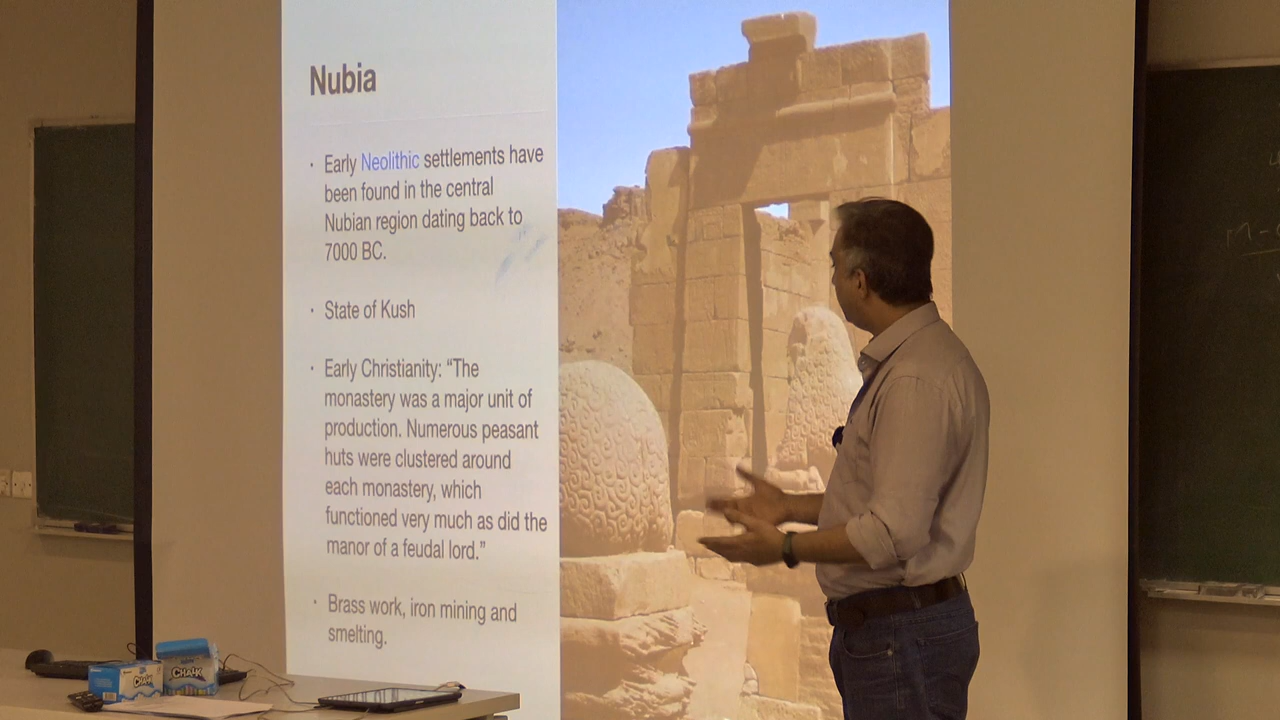 Nubia
· Early Neolithic settlements have
been found in the central
Nubian region dating back to
7000 BC.
· State of Kush
· Early Christianity: “The
monastery was a major unit of
production. Numerous peasant
huts were clustered around
each monastery, which
functioned very much as did the
manor of a feudal lord.”
· Brass work, iron mining and
smelting.
CHALK
CHALK